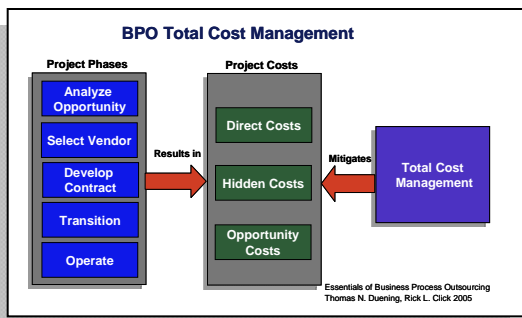 BPO Total Cost Management
Project Phases
Analyze
Opportunity
Select Vendor
Develop
Contract
Transition
Operate
Results in
Project Costs
Direct Costs
Hidden Costs
Opportunity
Costs
Mitigates
Total Cost
Management
Essentials of Business Process Outsourcing
Thomas N. Duening, Rick L. Click 2005